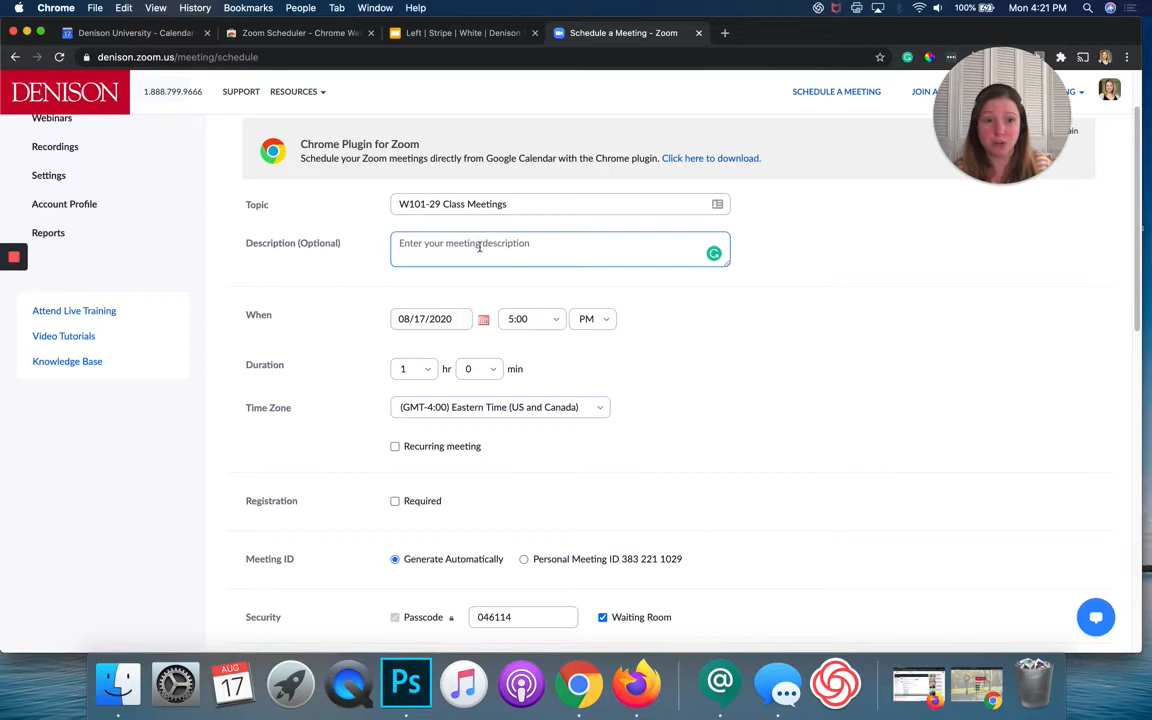 Chrome File Edit View History Bookmarks People Tab Window Help 100% Mon 4:21 PM
Denison University - Calendar Zoom Scheduler - Chrome We Left | Stripe | White | Denison Schedule a Meeting - Zoom
denison.zoom.us/meeting/schedule
DENISON 1.888.799.9666 SUPPORT RESOURCES SCHEDULE A MEETING JOIN A
Webinars
Recordings
Settings
Account Profile
Reports
Attend Live Training
Video Tutorials
Knowledge Base
Chrome Plugin for Zoom
Schedule your Zoom meetings directly from Google Calendar with the Chrome plugin. Click here to download.
Topic W101-29 Class Meetings
Description (Optional) Enter your meeting description
When 08/17/2020 5:00 PM
Duration 1 hr 0 min
Time Zone (GMT-4:00) Eastern Time (US and Canada)
Recurring meeting
Registration Required
Meeting ID Generate Automatically Personal Meeting ID 383 221 1029
Security Passcode 046114 Waiting Room
AUG
17
Ps